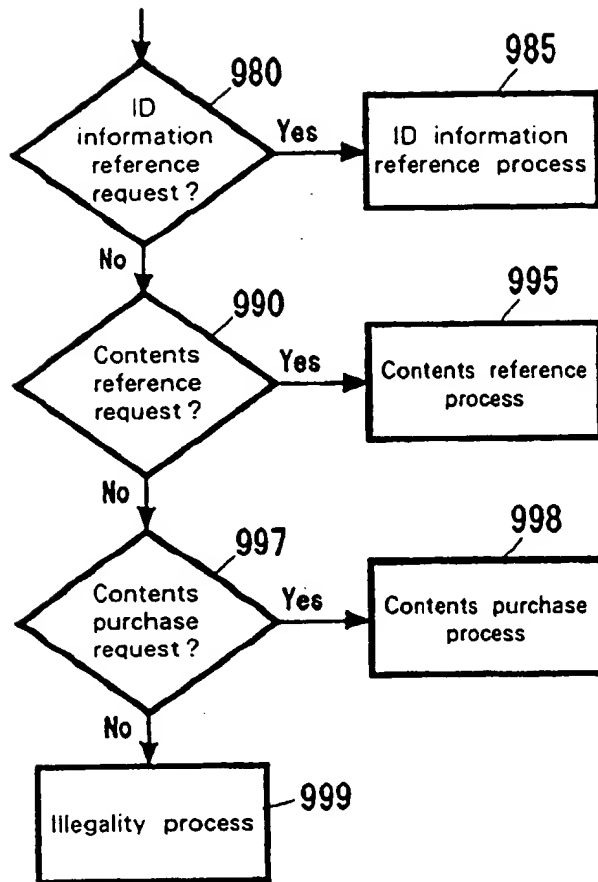 980
985
ID
information
reference
request?
Yes
ID information
reference process
No
990
995
Contents
reference
request?
Yes
Contents reference
process
No
997
998
Contents
purchase
request?
Yes
Contents purchase
process
No
Illegality process
999